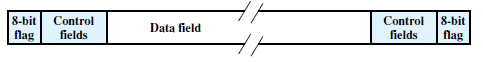 8-bit
flag
Control
fields
Data field
Control
fields
8-bit
flag